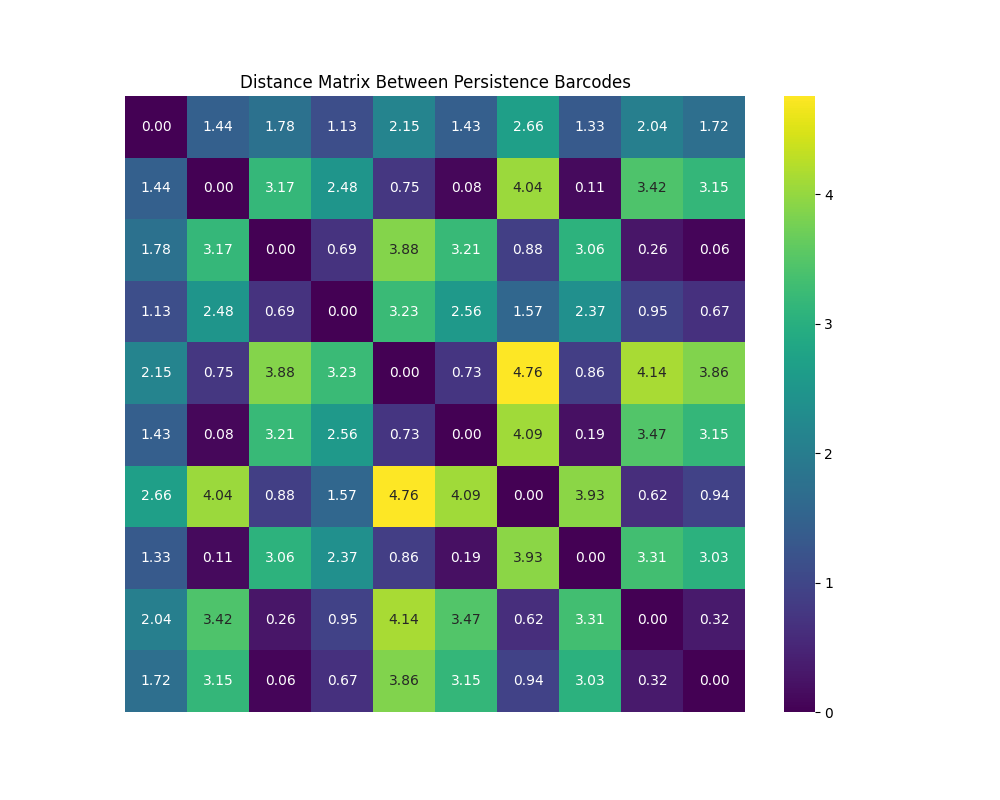 Distance Matrix Between Persistence Barcodes
0.00 1.44 1.78 1.13 2.15 1.43 2.66 1.33 2.04 1.72
1.44 0.00 3.17 2.48 0.75 0.08 4.04 0.11 3.42 3.15
4
1.78 3.17 0.00 0.69 3.88 3.21 0.88 3.06 0.26 0.06
1.13 2.48 0.69 0.00 3.23 2.56 1.57 2.37 0.95 0.67
3
2.15 0.75 3.88 3.23 0.00 0.73 4.76 0.86 4.14 3.86
1.43 0.08 3.21 2.56 0.73 0.00 4.09 0.19 3.47 3.15
2
2.66 4.04 0.88 1.57 4.76 4.09 0.00 3.93 0.62 0.94
1.33 0.11 3.06 2.37 0.86 0.19 3.93 0.00 3.31 3.03
1
2.04 3.42 0.26 0.95 4.14 3.47 0.62 3.31 0.00 0.32
1.72 3.15 0.06 0.67 3.86 3.15 0.94 3.03 0.32 0.00
0